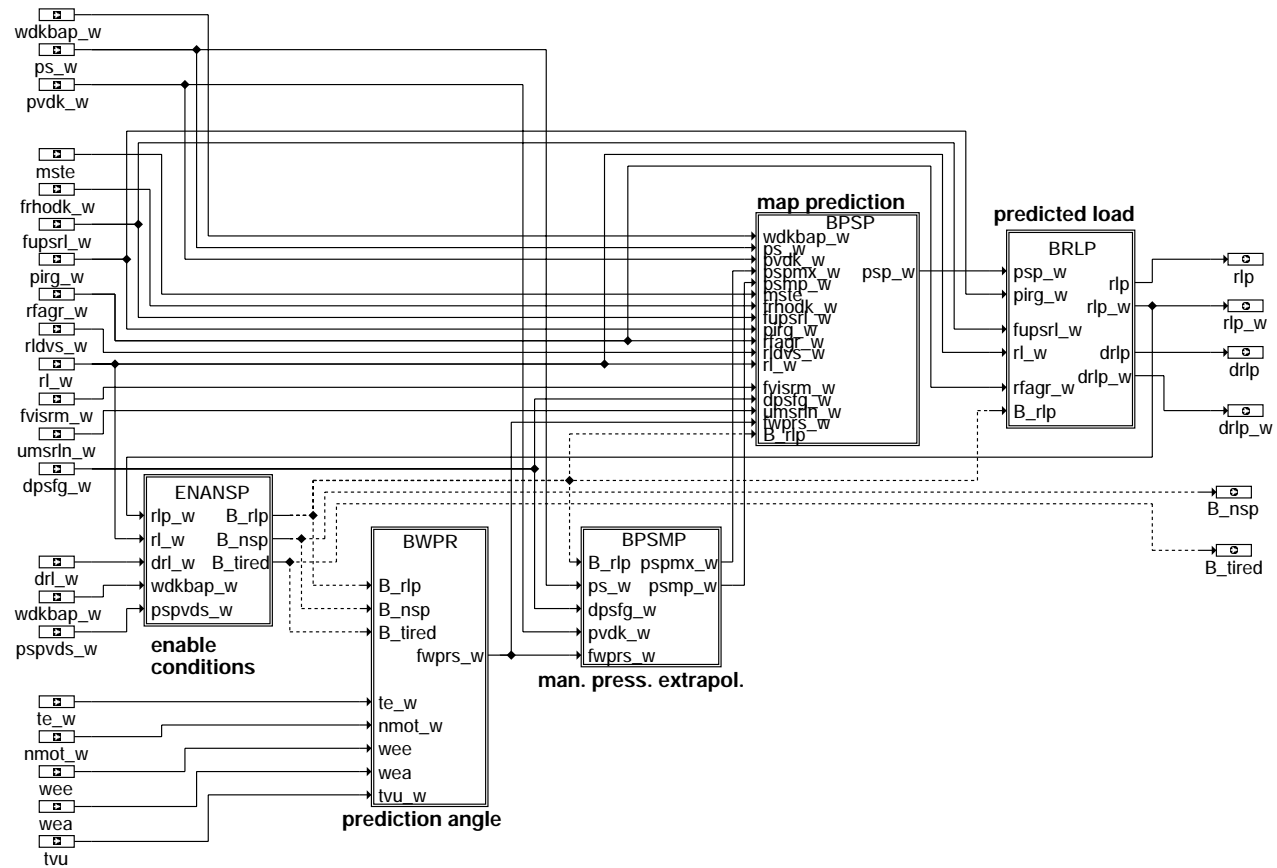 wdkbap_w
ps_w
pvdk_w
mste
frhodk_w
fupsrl_w
pirg_w
rfagr_w
rldvs_w
rl_w
fvisrm_w
umsrln_w
dpsfg_w
drl_w
wdkbap_w
pspvds_w
te_w
nmot_w
wee
wea
tvu
ENANSP
rlp_w B_rlp
rl_w B_nsp
drl_w B_tired
wdkbap_w
pspvds_w
enable
conditions
BWPR
B_rlp
B_nsp
B_tired
fwprs_w
te_w
nmot_w
wee
wea
tvu_w
prediction angle
BPSMP
B_rlp pspmx_w
ps_w psmp_w
dpsfg_w
pvdk_w
fwprs_w
man. press. extrapol.
map prediction
BPSP
wdkbap_w
ps_w
pvdk_w
pspmx_w psp_w
psmp_w
mste
frhodk_w
fupsrl_w
pirg_w
rfagr_w
rldvs_w
rl_w
fvisrm_w
dpsfg_w
umsrln_w
fwprs_w
B_rlp
predicted load
BRLP
psp_w rlp
pirg_w rlp_w
fupsrl_w
rl_w drlp
rfagr_w drlp_w
B_rlp
rlp
rlp_w
drlp
drlp_w
B_nsp
B_tired